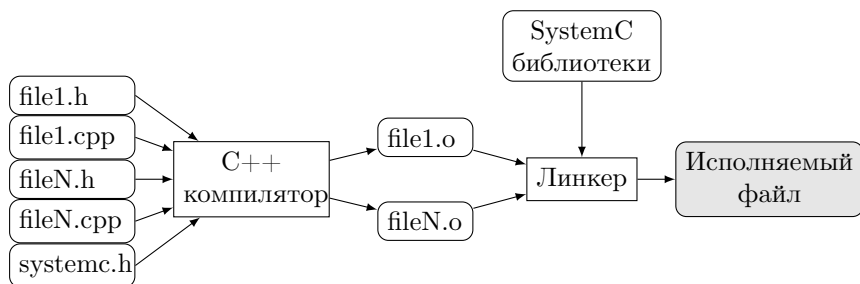 SystemC
библиотеки
file1.h
file1.cpp
fileN.h
fileN.cpp
systemc.h
C++
компилятор
file1.o
fileN.o
Линкер
Исполняемый
файл